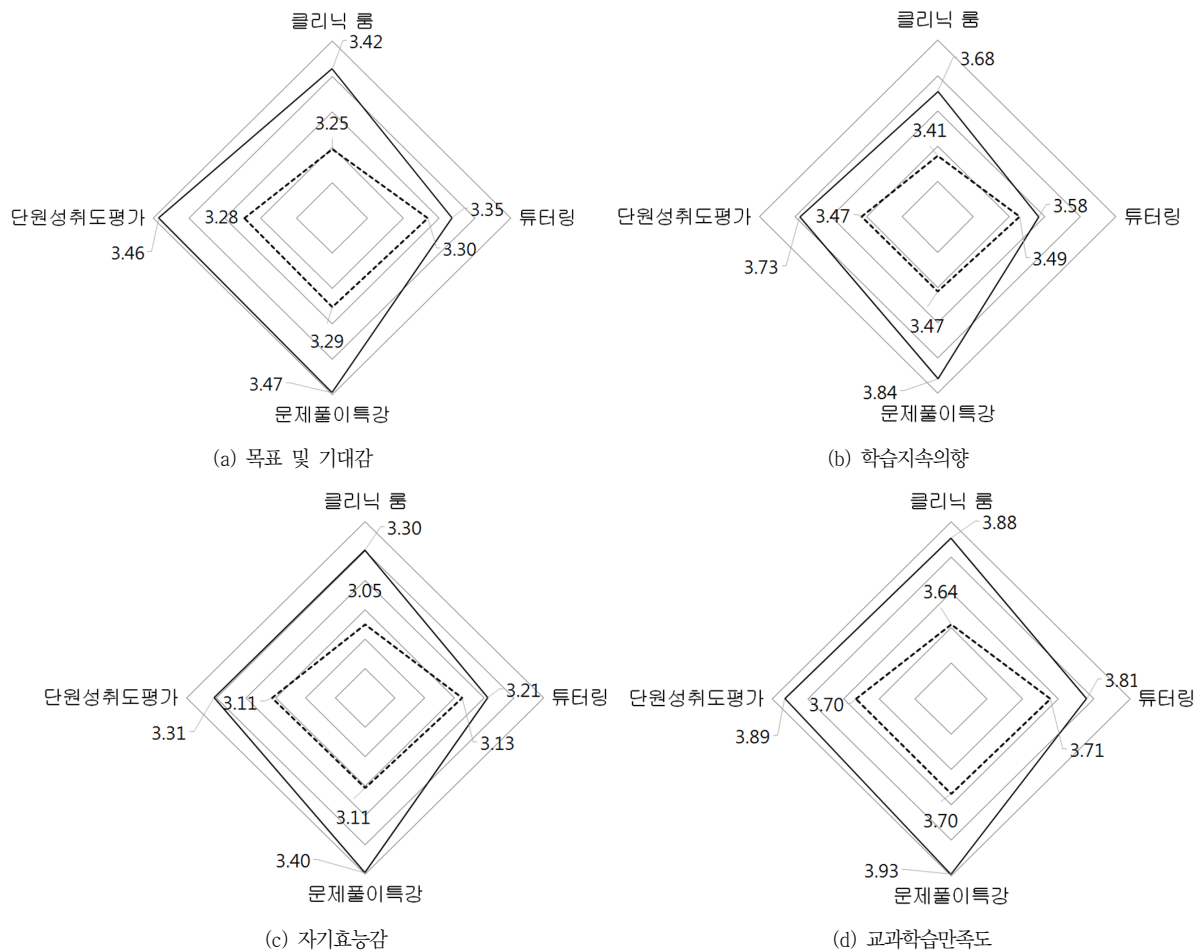 클리닉 룸
3.42
3.25
단원성취도평가
3.28
3.35
튜터링
3.46
3.30
3.29
3.47
문제풀이특강
(a) 목표 및 기대감
클리닉 룸
3.68
3.41
단원성취도평가
3.47
3.58
튜터링
3.73
3.49
3.47
3.84
문제풀이특강
(b) 학습지속의향
클리닉 룸
3.30
3.05
단원성취도평가
3.11
3.21
튜터링
3.31
3.13
3.11
3.40
문제풀이특강
(c) 자기효능감
클리닉 룸
3.88
3.64
단원성취도평가
3.70
3.81
튜터링
3.89
3.71
3.70
3.93
문제풀이특강
(d) 교과학습만족도